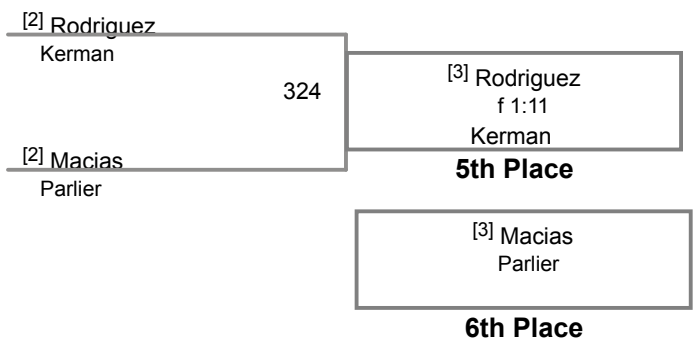 [2] Rodriguez
Kerman
324
[2] Macias
Parlier
[3] Rodriguez
f 1:11
Kerman
5th Place
[3] Macias
Parlier
6th Place